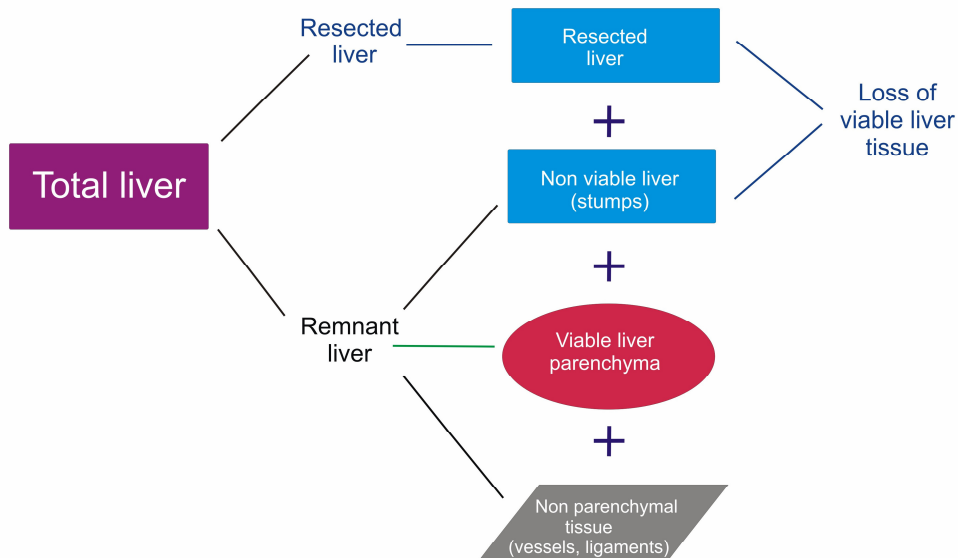 Resected
liver
Resected
liver
Loss of
viable liver
tissue
+
Total liver
Non viable liver
(stumps)
+
Remnant
liver
Viable liver
parenchyma
+
Non parenchymal
tissue
(vessels, ligaments)